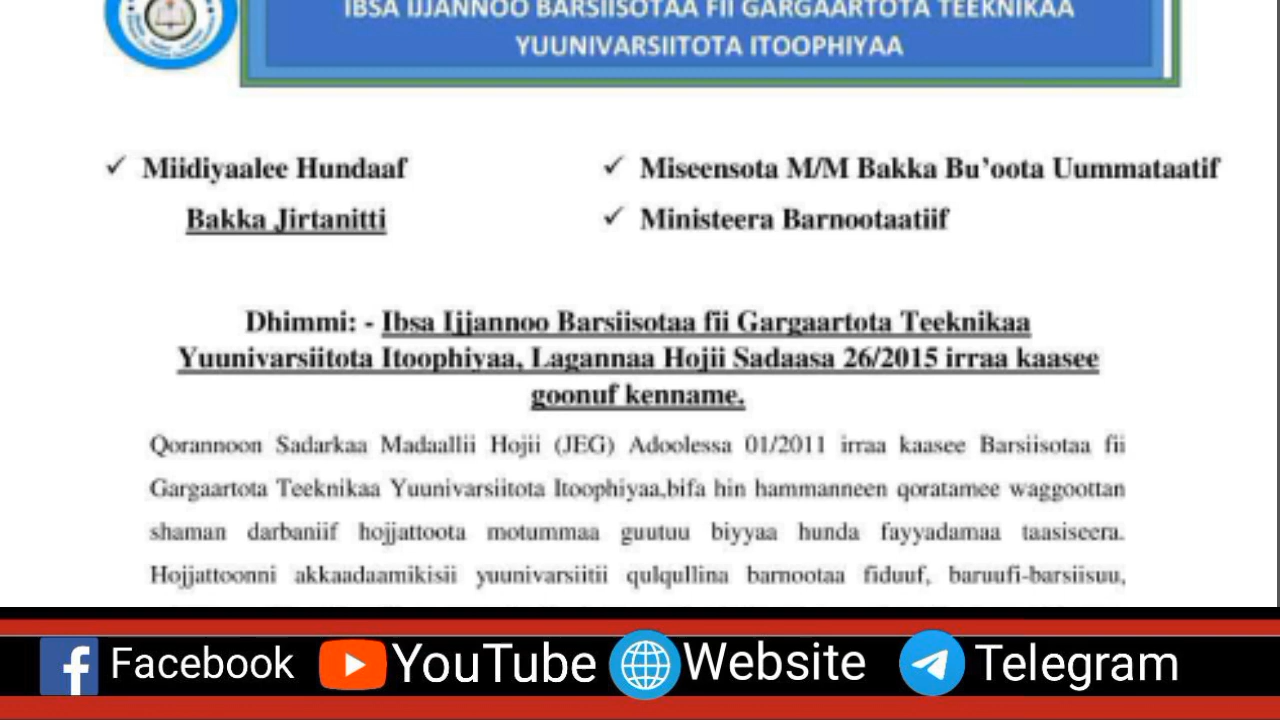 IBSA IJJANNOO BARSIISOTAA FII GARGAARTOTA TEEKNIKAA
YUUNIVARSIITOTA ITOOPHIYAA
✓ Miidiyaalee Hundaaf
Bakka Jirtanitti
✓ Miseensota M/M Bakka Bu’oota Uummataatif
✓ Ministeera Barnootaatiif
Dhimmi: - Ibsa Ijjannoo Barsiisotaa fii Gargaartota Teeknikaa
Yuunivarsiitota Itoophiyaa, Lagannaa Hojii Sadaasa 26/2015 irraa kaasee
goonuf kenname.
Qorannoon Sadarkaa Madaallii Hojii (JEG) Adoolessa 01/2011 irraa kaasee Barsiisotaa fii
Gargaartota Teeknikaa Yuunivarsiitota Itoophiyaa,bifa hin hammanneen qoratamee waggoottan
shaman darbaniif hojjattoota motummaa guutuu biyyaa hunda fayyadamaa taasiseera.
Hojjattoonni akkaadaamikisii yuunivarsiitii qulqullina barnootaa fiduuf, baruufi-barsiisuu,
Facebook YouTube Website Telegram